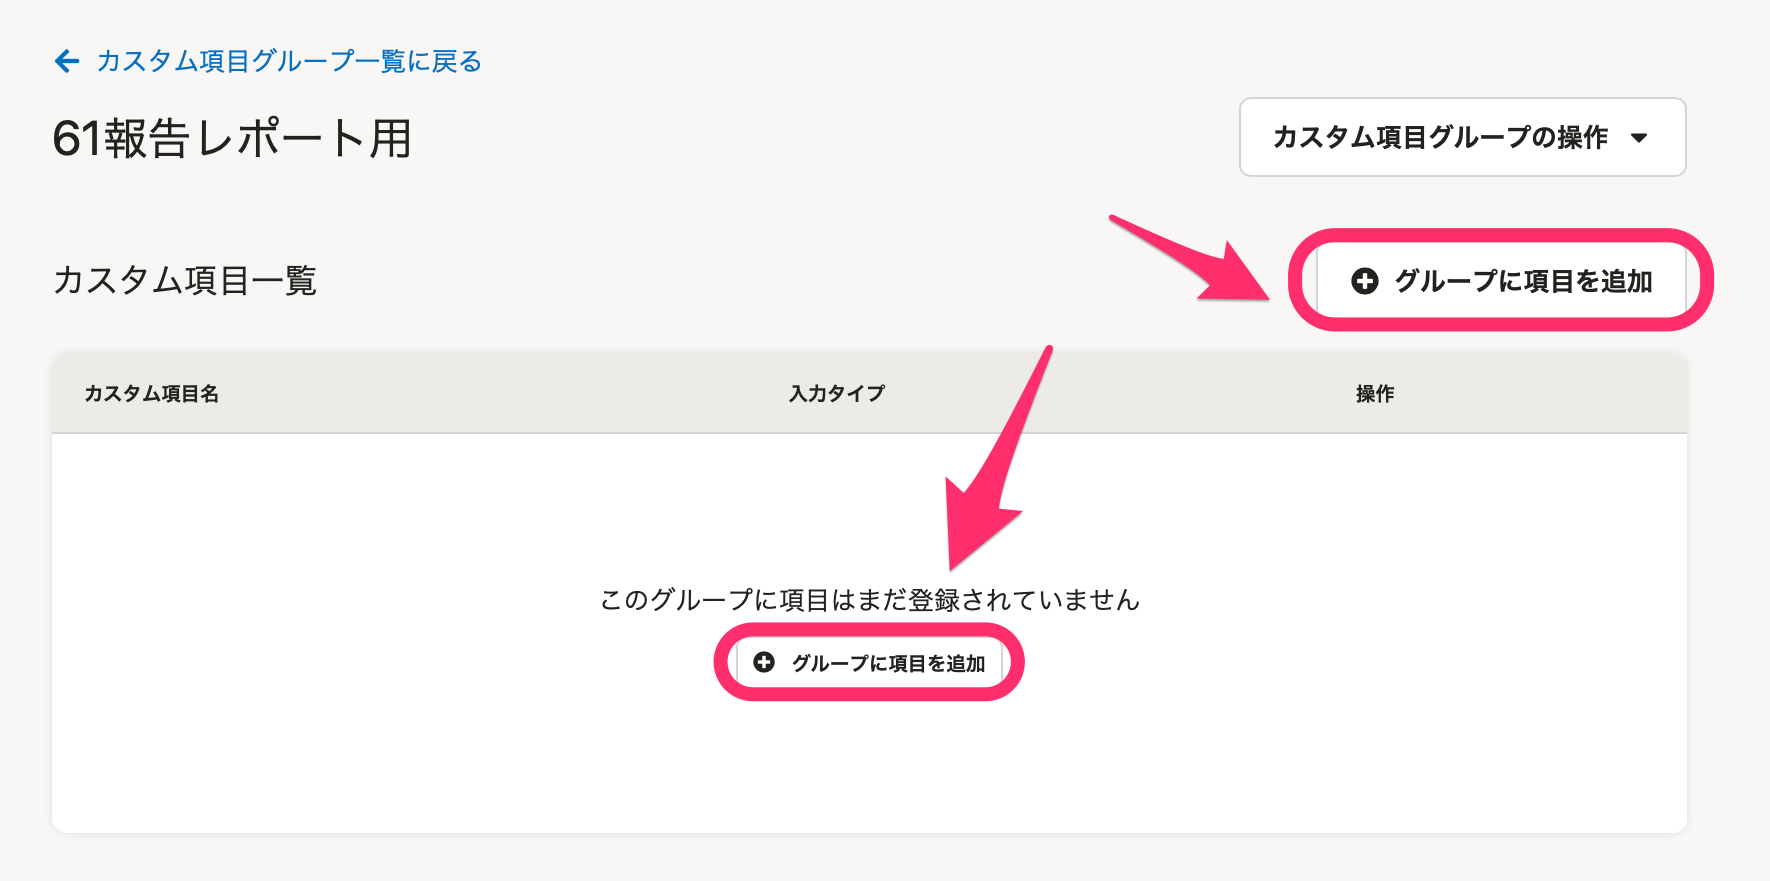 カスタム項目グループ一覧に戻る
61報告レポート用
カスタム項目グループの操作
カスタム項目一覧
グループに項目を追加
カスタム項目名 入力タイプ 操作
このグループに項目はまだ登録されていません
グループに項目を追加